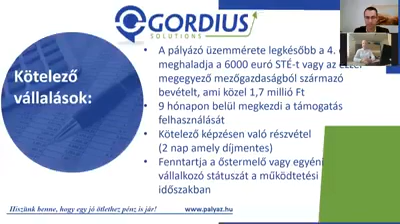 GORDIUS
SOLUTIONS
Kötelező
vállalások:
• A pályázó üzemmérete legkésőbb a 4.
meghaladja a 6000 euró STÉ-t vagy az ezzel
megegyező mezőgazdaságból származó
bevételt, ami közel 1,7 millió Ft
• 9 hónapon belül megkezdi a támogatás
felhasználását
• Kötelező képzésen való részvétel
(2 nap amely díjmentes)
• Fenntartja a őstermelő vagy egyéni
vállalkozó státuszát a működtetési
időszakban
Hiszünk benne, hogy egy jó ötlethez pénz is jár!
www.palyaz.hu